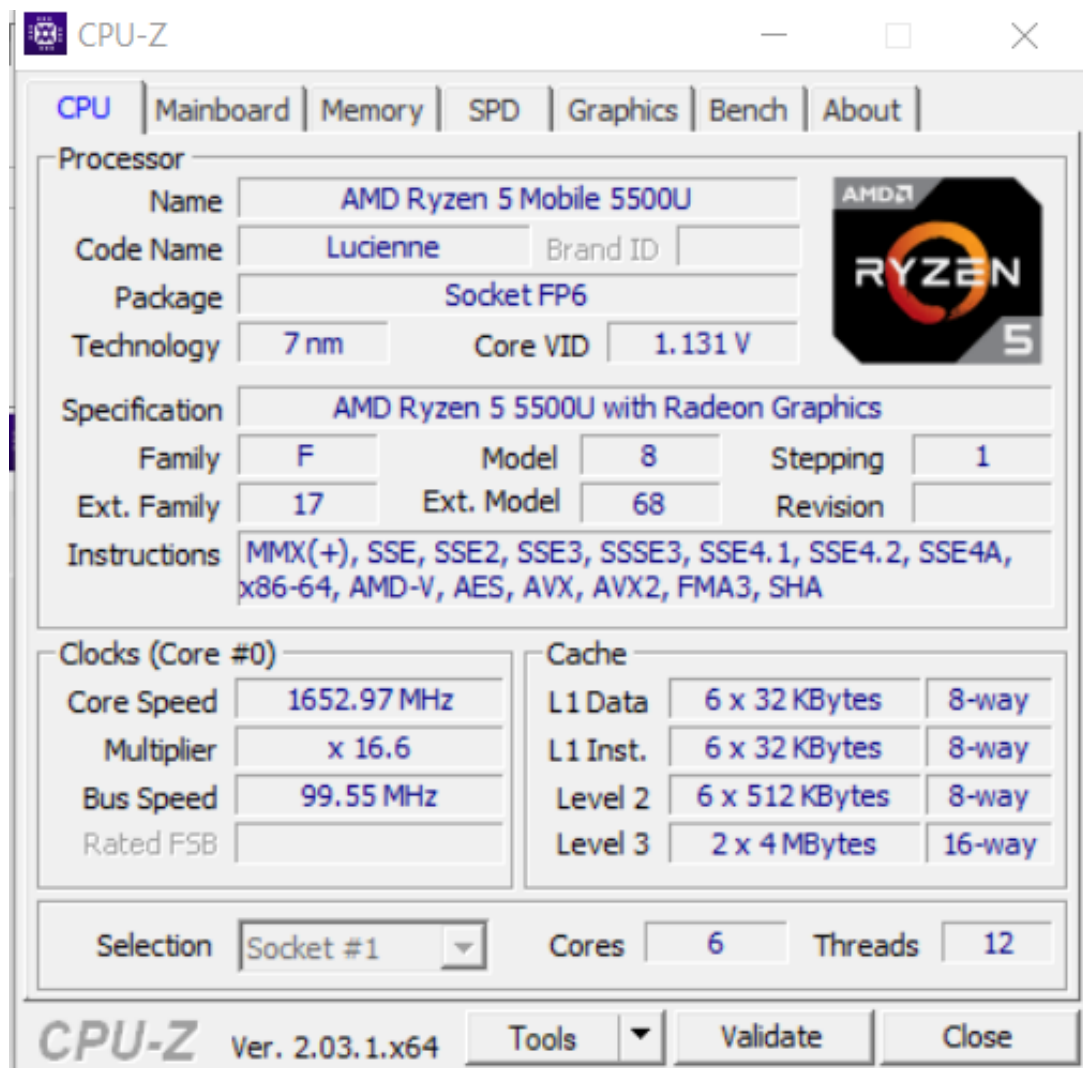 CPU-Z
CPU Mainboard Memory SPD Graphics Bench About
Processor
Name AMD Ryzen 5 Mobile 5500U
Code Name Lucienne Brand ID
Package Socket FP6
Technology 7 nm Core VID 1.131 V
AMD
RYZEN
5
Specification AMD Ryzen 5 5500U with Radeon Graphics
Family F Model 8 Stepping 1
Ext. Family 17 Ext. Model 68 Revision
Instructions MMX(+), SSE, SSE2, SSE3, SSSE3, SSE4.1, SSE4.2, SSE4A,
x86-64, AMD-V, AES, AVX, AVX2, FMA3, SHA
Clocks (Core #0)
Core Speed 1652.97 MHz
Multiplier x 16.6
Bus Speed 99.55 MHz
Rated FSB
Cache
L1 Data 6 x 32 KBytes 8-way
L1 Inst. 6 x 32 KBytes 8-way
Level 2 6 x 512 KBytes 8-way
Level 3 2 x 4 MBytes 16-way
Selection Socket #1 Cores 6 Threads 12
CPU-Z Ver. 2.03.1.x64 Tools Validate Close